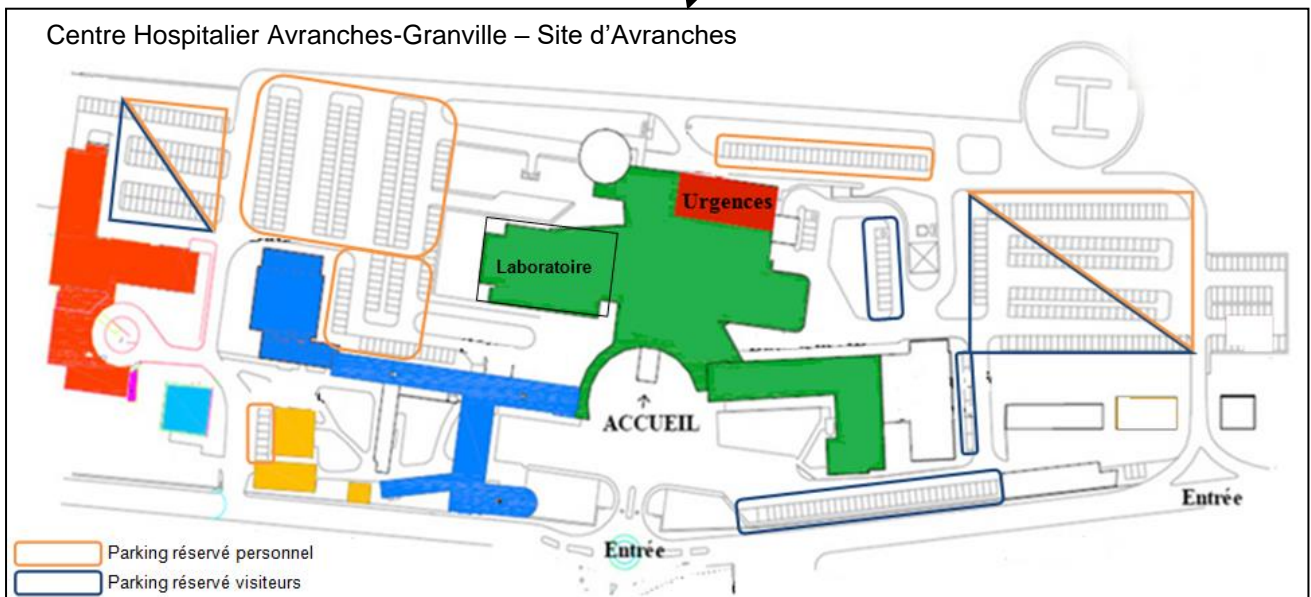 Centre Hospitalier Avranches-Granville – Site d'Avranches
H
Urgences
Laboratoire
ACCUEIL
Entrée
Entrée
Parking réservé personnel
Parking réservé visiteurs